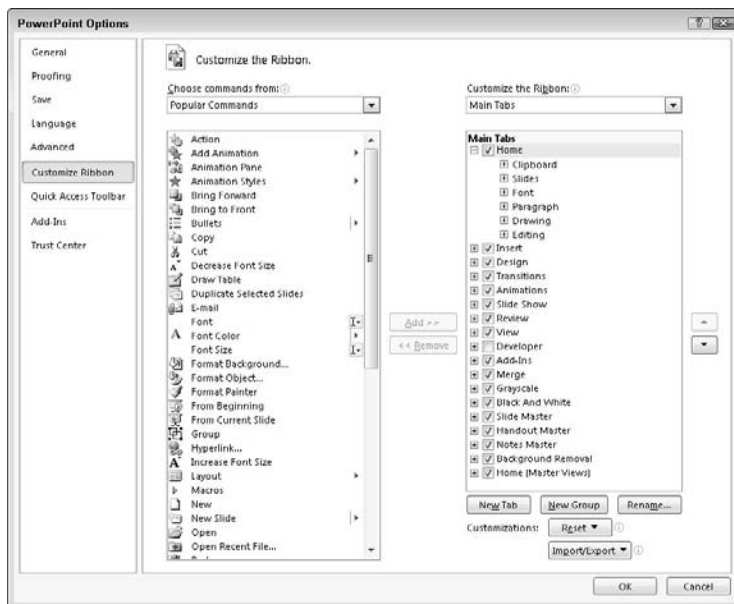 PowerPoint Options
General
Proofing
Save
Language
Advanced
Customize Ribbon
Quick Access Toolbar
Add-Ins
Trust Center
Customize the Ribbon.
Choose commands from:
Popular Commands
Action
Add Animation
Animation Pane
Animation Styles
Bring Forward
Bring to Front
Bullets
Copy
Cut
Decrease Font Size
Draw Table
Duplicate Selected Slides
E-mail
Font
Font Color
Font Size
Format Background...
Format Object...
Format Painter
From Beginning
From Current Slide
Group
Hyperlink...
Increase Font Size
Layout
Macros
New
New Slide
Open
Open Recent File...
Add >>
<< Remove
Customize the Ribbon:
Main Tabs
Main Tabs
Home
Clipboard
Slides
Font
Paragraph
Drawing
Editing
Insert
Design
Transitions
Animations
Slide Show
Review
View
Developer
Add-Ins
Merge
Grayscale
Black And White
Slide Master
Handout Master
Notes Master
Background Removal
Home (Master Views)
New Tab New Group Rename...
Customizations: Reset
Import/Export
OK Cancel